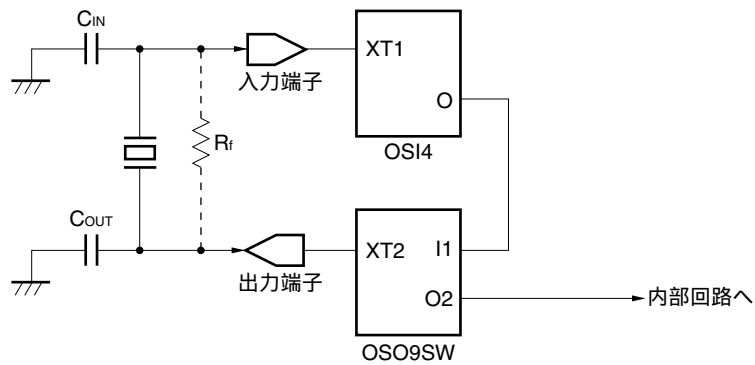 CIN
XT1
入力端子
O
Rf
OSI4
COUT
XT2
I1
出力端子
O2
内部回路へ
OSO9SW